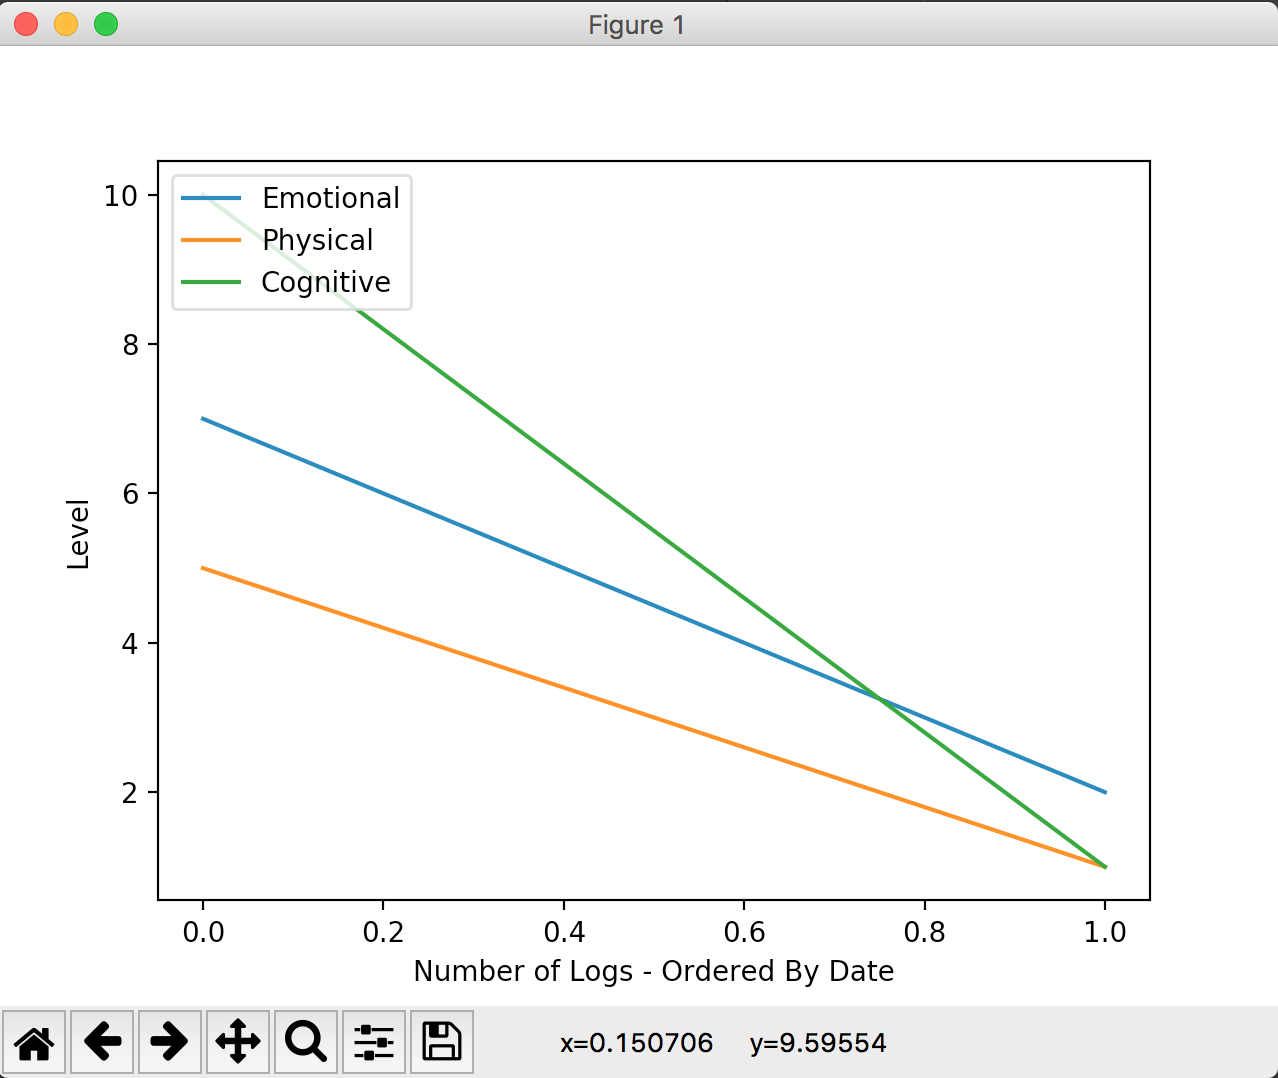 Figure 1
Emotional
Physical
Cognitive
10
8
6
4
2
Level
0.0 0.2 0.4 0.6 0.8 1.0
Number of Logs - Ordered By Date
x=0.150706 y=9.59554